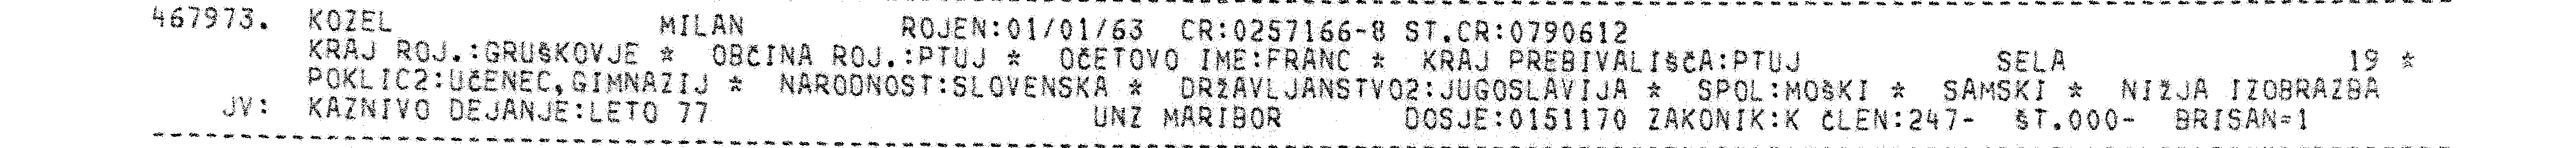 467973. KOZEL MILAN ROJEN:01/01/63 CR:0257166-8 ST.CR:0790612
KRAJ ROJ.:GRUŠKOVJE * OBČINA ROJ.:PTUJ * OČETOVO IME:FRANC * KRAJ PREBIVALIŠČA:PTUJ SELA 19 *
POKLIC2:UČENEC,GIMNAZIJ * NARODNOST:SLOVENSKA * DRŽAVLJANSTVO2:JUGOSLAVIJA * SPOL:MOŠKI * SAMSKI * NIŽJA IZOBRAZBA
JV: KAZNIVO DEJANJE:LETO 77 UNZ MARIBOR DOSJE:0151170 ZAKONIK:K ČLEN:247- ŠT.000- BRISAN=1